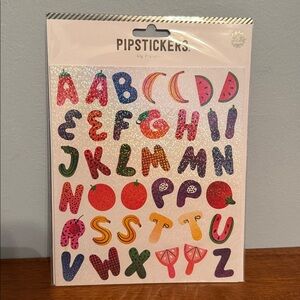 PIPSTICKERS
A A B C C D D
E E F G H I I
J K L M M N
N O O P P Q
R S S T T U
V W X Y Y Z